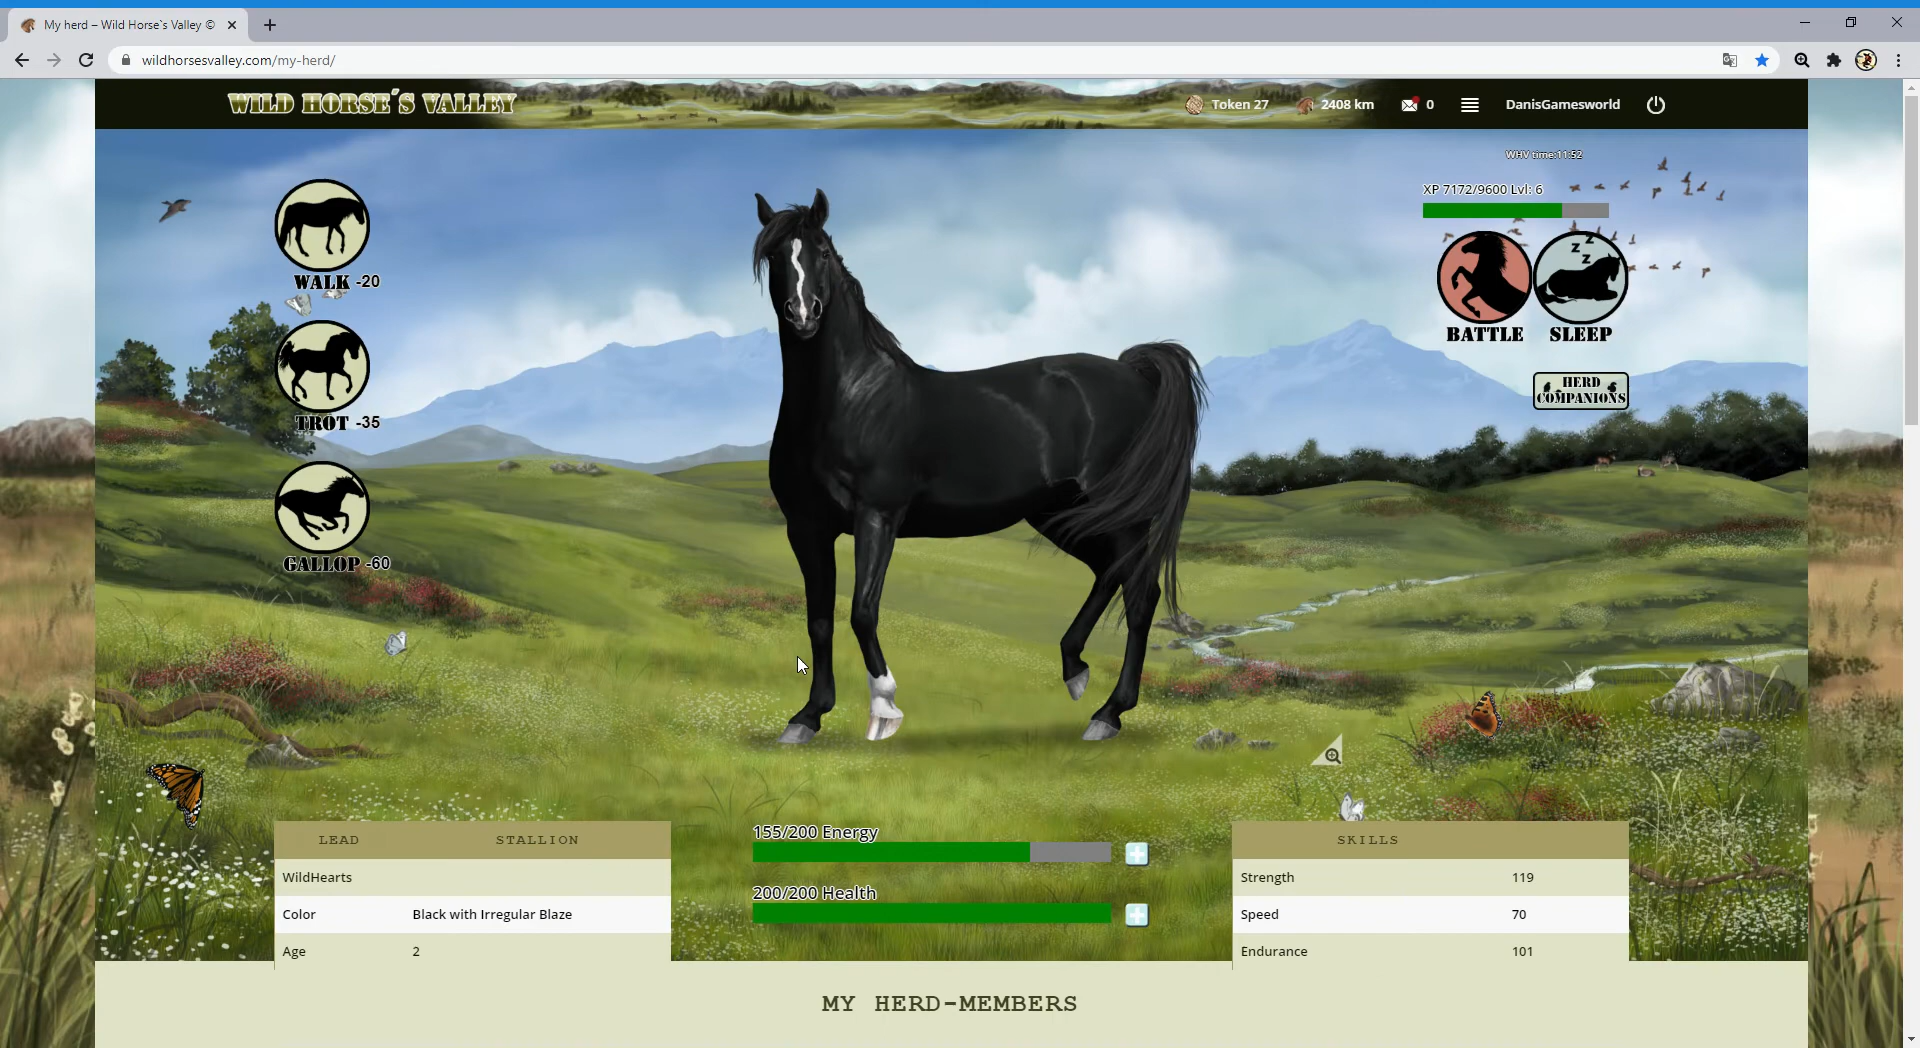 My herd – Wild Horse`s Valley ©
wildhorsesvalley.com/my-herd/
WILD HORSE´S VALLEY
Token 27
2408 km
0
DanisGamesworld
WHV time:11:52
XP 7172/9600 Lvl: 6
WALK -20
z z z
BATTLE
SLEEP
TROT -35
HERD
COMPANIONS
GALLOP -60
LEAD STALLION
WildHearts
Color Black with Irregular Blaze
Age 2
155/200 Energy
200/200 Health
SKILLS
Strength 119
Speed 70
Endurance 101
MY HERD-MEMBERS